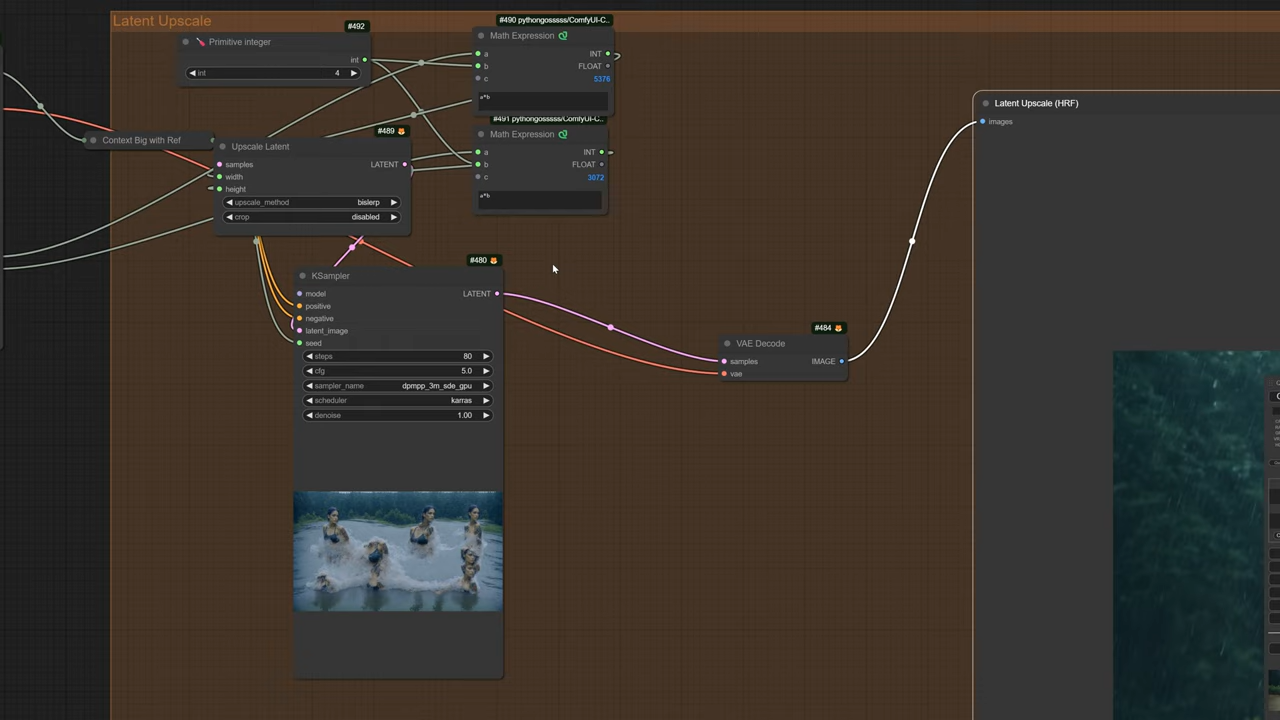 Latent Upscale
#492
Primitive integer
int
int 4
#490 pythongosssss/ComfyUI-C..
Math Expression
a INT
b FLOAT
c 5376
a*b
#491 pythongosssss/ComfyUI-C..
Math Expression
a INT
b FLOAT
c 3072
a*b
Context Big with Ref
#489
Upscale Latent
samples LATENT
width
height
upscale_method bislerp
crop disabled
#480
KSampler
model LATENT
positive
negative
latent_image
seed
steps 80
cfg 5.0
sampler_name dpmpp_3m_sde_gpu
scheduler karras
denoise 1.00
#484
VAE Decode
samples IMAGE
vae
Latent Upscale (HRF)
images